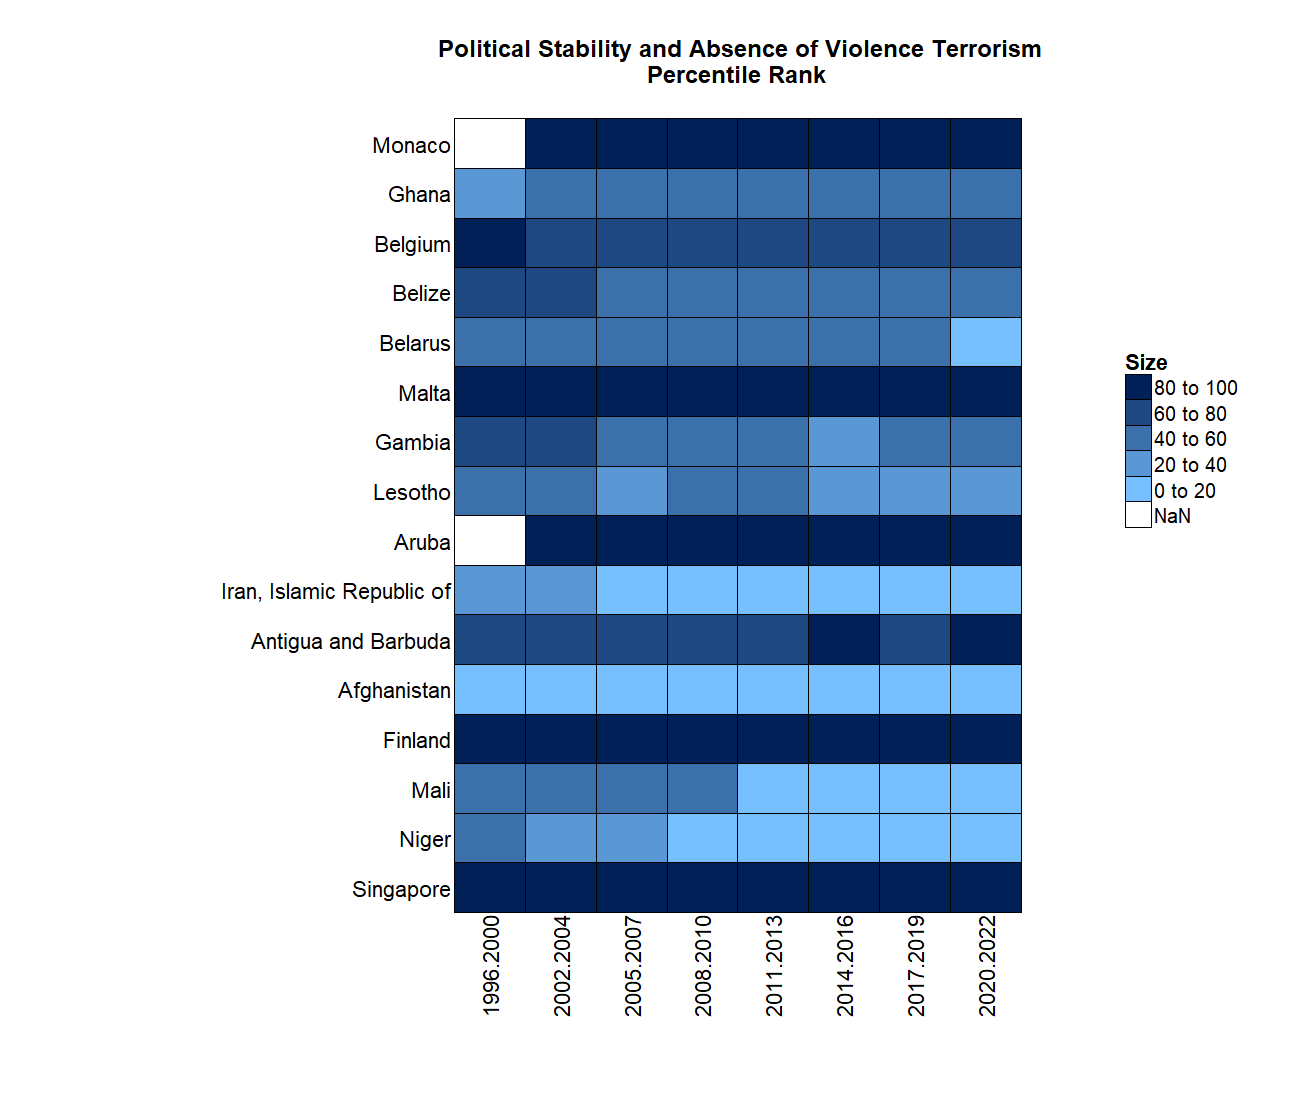 Political Stability and Absence of Violence Terrorism
Percentile Rank
Monaco
Ghana
Belgium
Belize
Belarus
Malta
Gambia
Lesotho
Aruba
Iran, Islamic Republic of
Antigua and Barbuda
Afghanistan
Finland
Mali
Niger
Singapore
1996.2000
2002.2004
2005.2007
2008.2010
2011.2013
2014.2016
2017.2019
2020.2022
Size
80 to 100
60 to 80
40 to 60
20 to 40
0 to 20
NaN